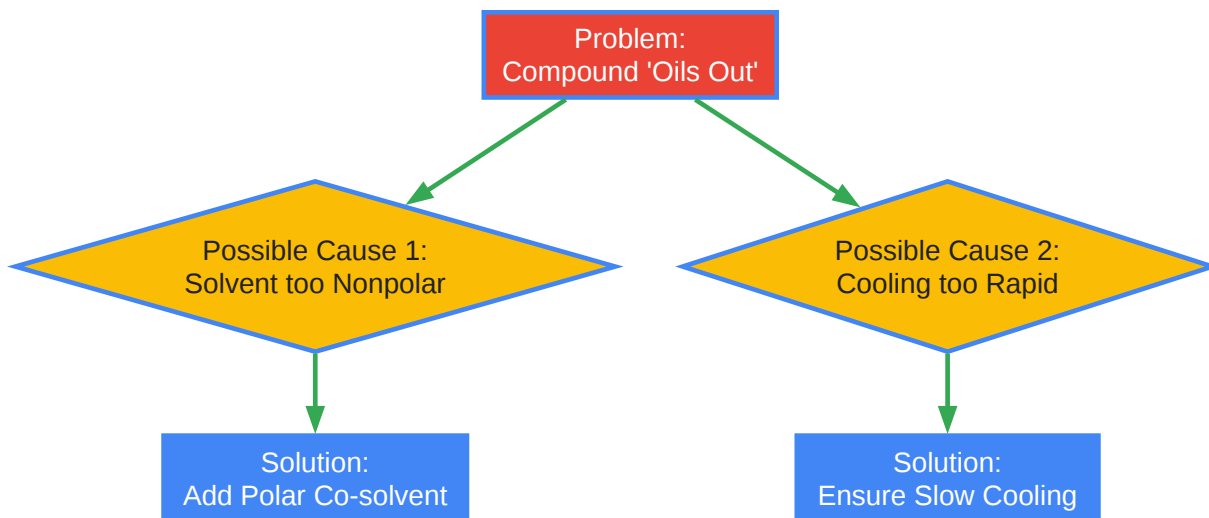 Problem:
Compound 'Oils Out'
Possible Cause 1:
Solvent too Nonpolar
Possible Cause 2:
Cooling too Rapid
Solution:
Add Polar Co-solvent
Solution:
Ensure Slow Cooling